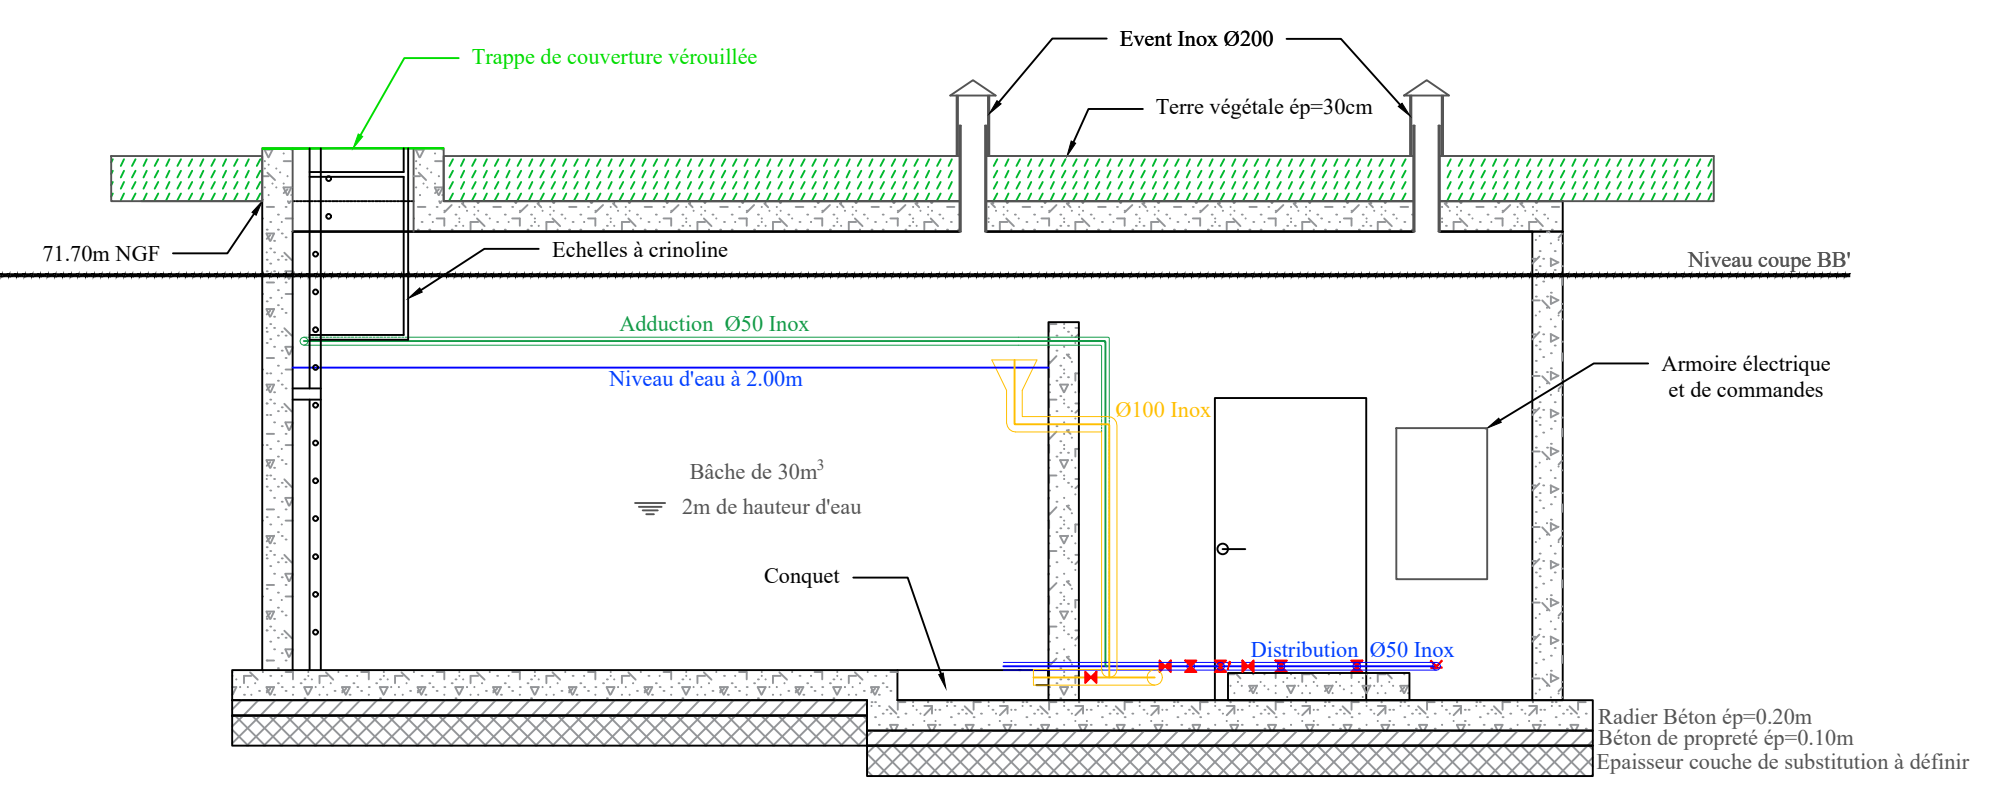 Event Inox Ø200
Trappe de couverture vérouillée
Terre végétale ép=30cm
71.70m NGF
Echelles à crinoline
Niveau coupe BB'
Adduction Ø50 Inox
Niveau d'eau à 2.00m
Armoire électrique
et de commandes
Ø100 Inox
Bâche de 30m³
2m de hauteur d'eau
Conquet
Distribution Ø50 Inox
Radier Béton ép=0.20m
Béton de propreté ép=0.10m
Epaisseur couche de substitution à définir